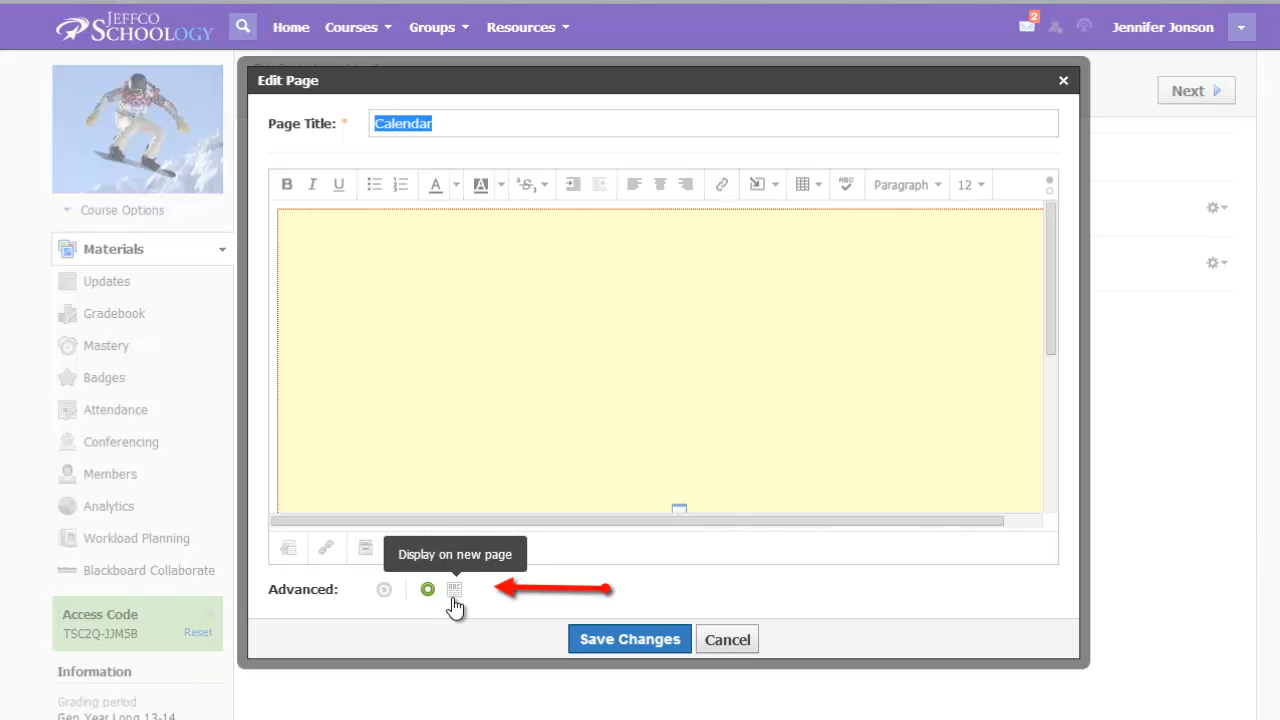 JEFFCO
SCHOOLOGY
Home
Courses
Groups
Resources
2
Jennifer Jonson
Edit Page
Next
Page Title: *
Calendar
B I U
A
A
S
ABC
Paragraph
12
Course Options
Materials
Updates
Gradebook
Mastery
Badges
Attendance
Conferencing
Members
Analytics
Workload Planning
Blackboard Collaborate
Display on new page
Advanced:
Save Changes
Cancel
Access Code
TSC2Q-JJM5B
Reset
Information
Grading period
Gen Year Long 13-14